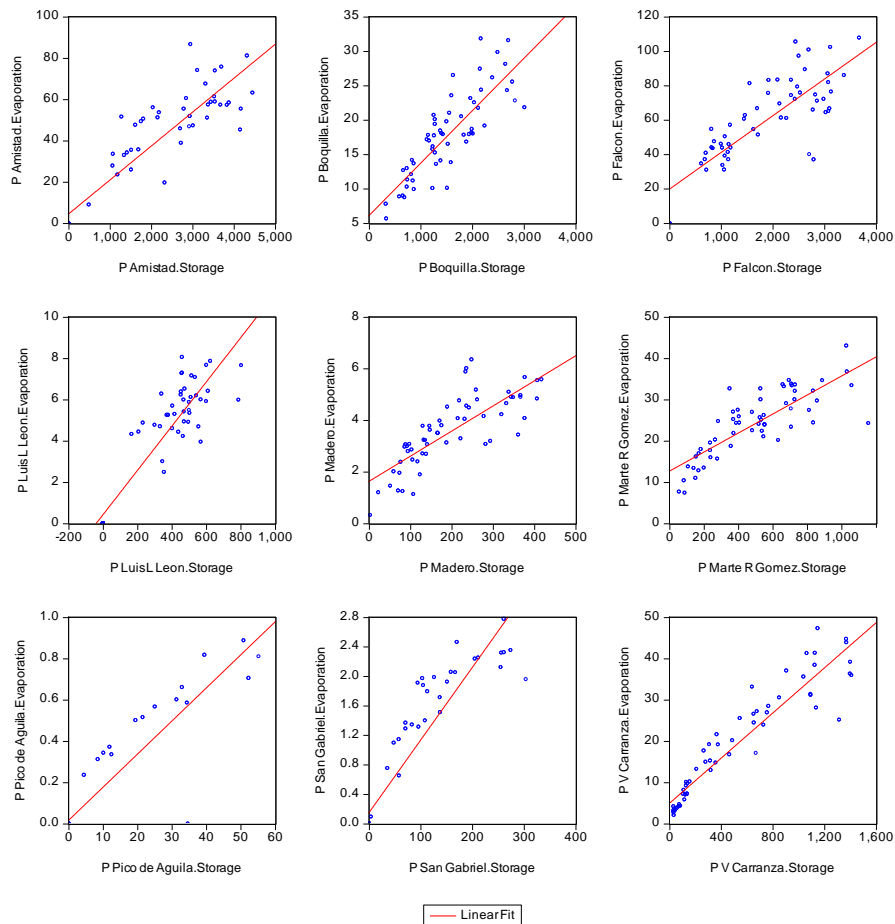 100
80
60
40
20
0
0 1,000 2,000 3,000 4,000 5,000
P Amistad.Evaporation
P Amistad.Storage
35
30
25
20
15
10
5
0 1,000 2,000 3,000 4,000
P Boquilla.Evaporation
P Boquilla.Storage
120
100
80
60
40
20
0
0 1,000 2,000 3,000 4,000
P Falcon.Evaporation
P Falcon.Storage
10
8
6
4
2
0
-200 0 200 400 600 800 1,000
P Luis L Leon.Evaporation
P Luis L Leon.Storage
8
6
4
2
0
0 100 200 300 400 500
P Madero.Evaporation
P Madero.Storage
50
40
30
20
10
0
0 400 800
P Marte R Gomez.Evaporation
P Marte R Gomez.Storage
1.0
0.8
0.6
0.4
0.2
0.0
0 20 40 60
P Pico de Aguila.Evaporation
P Pico de Aguila.Storage
2.8
2.4
2.0
1.6
1.2
0.8
0.4
0.0
0 100 200 300 400
P San Gabriel.Evaporation
P San Gabriel.Storage
50
40
30
20
10
0
0 400 800 1,200 1,600
P V Carranza.Evaporation
P V Carranza.Storage
Linear Fit